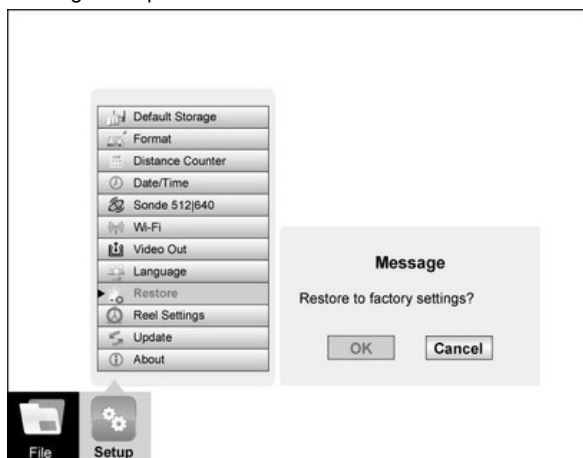 Default Storage
Format
Distance Counter
Date/Time
Sonde 512|640
Wi-Fi
Video Out
Language
Restore
Reel Settings
Update
About
Message
Restore to factory settings?
OK
Cancel
File
Setup